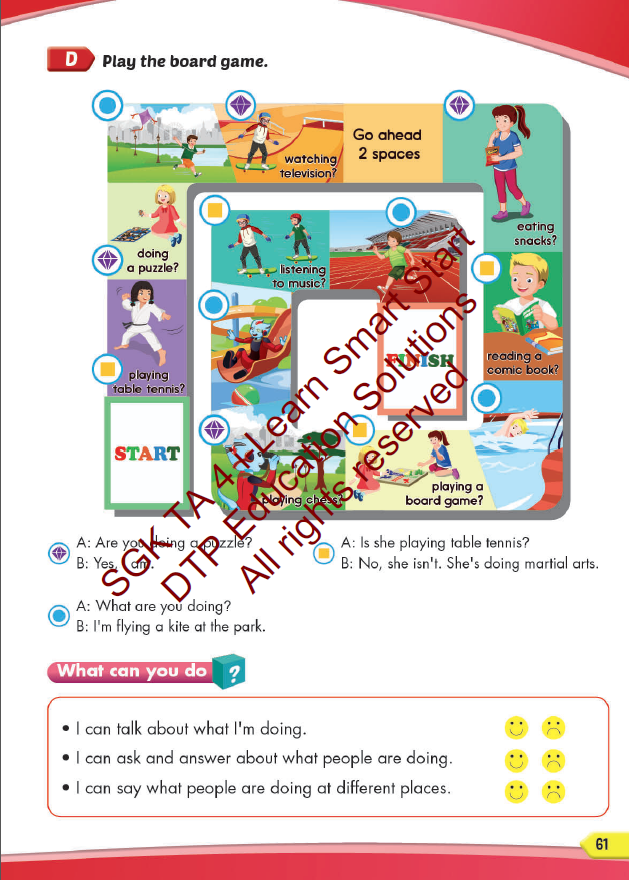 D Play the board game.
watching
television?
Go ahead
2 spaces
eating
snacks?
doing
a puzzle?
listening
to music?
FINISH
reading a
comic book?
playing
table tennis?
START
playing chess?
playing a
board game?
A: Are you doing a puzzle?
B: Yes, I am.
A: Is she playing table tennis?
B: No, she isn't. She's doing martial arts.
A: What are you doing?
B: I'm flying a kite at the park.
What can you do ?
• I can talk about what I'm doing.
• I can ask and answer about what people are doing.
• I can say what people are doing at different places.
61
SGK TA 4 i-Learn Smart Start
DTP Education Solutions
All rights reserved